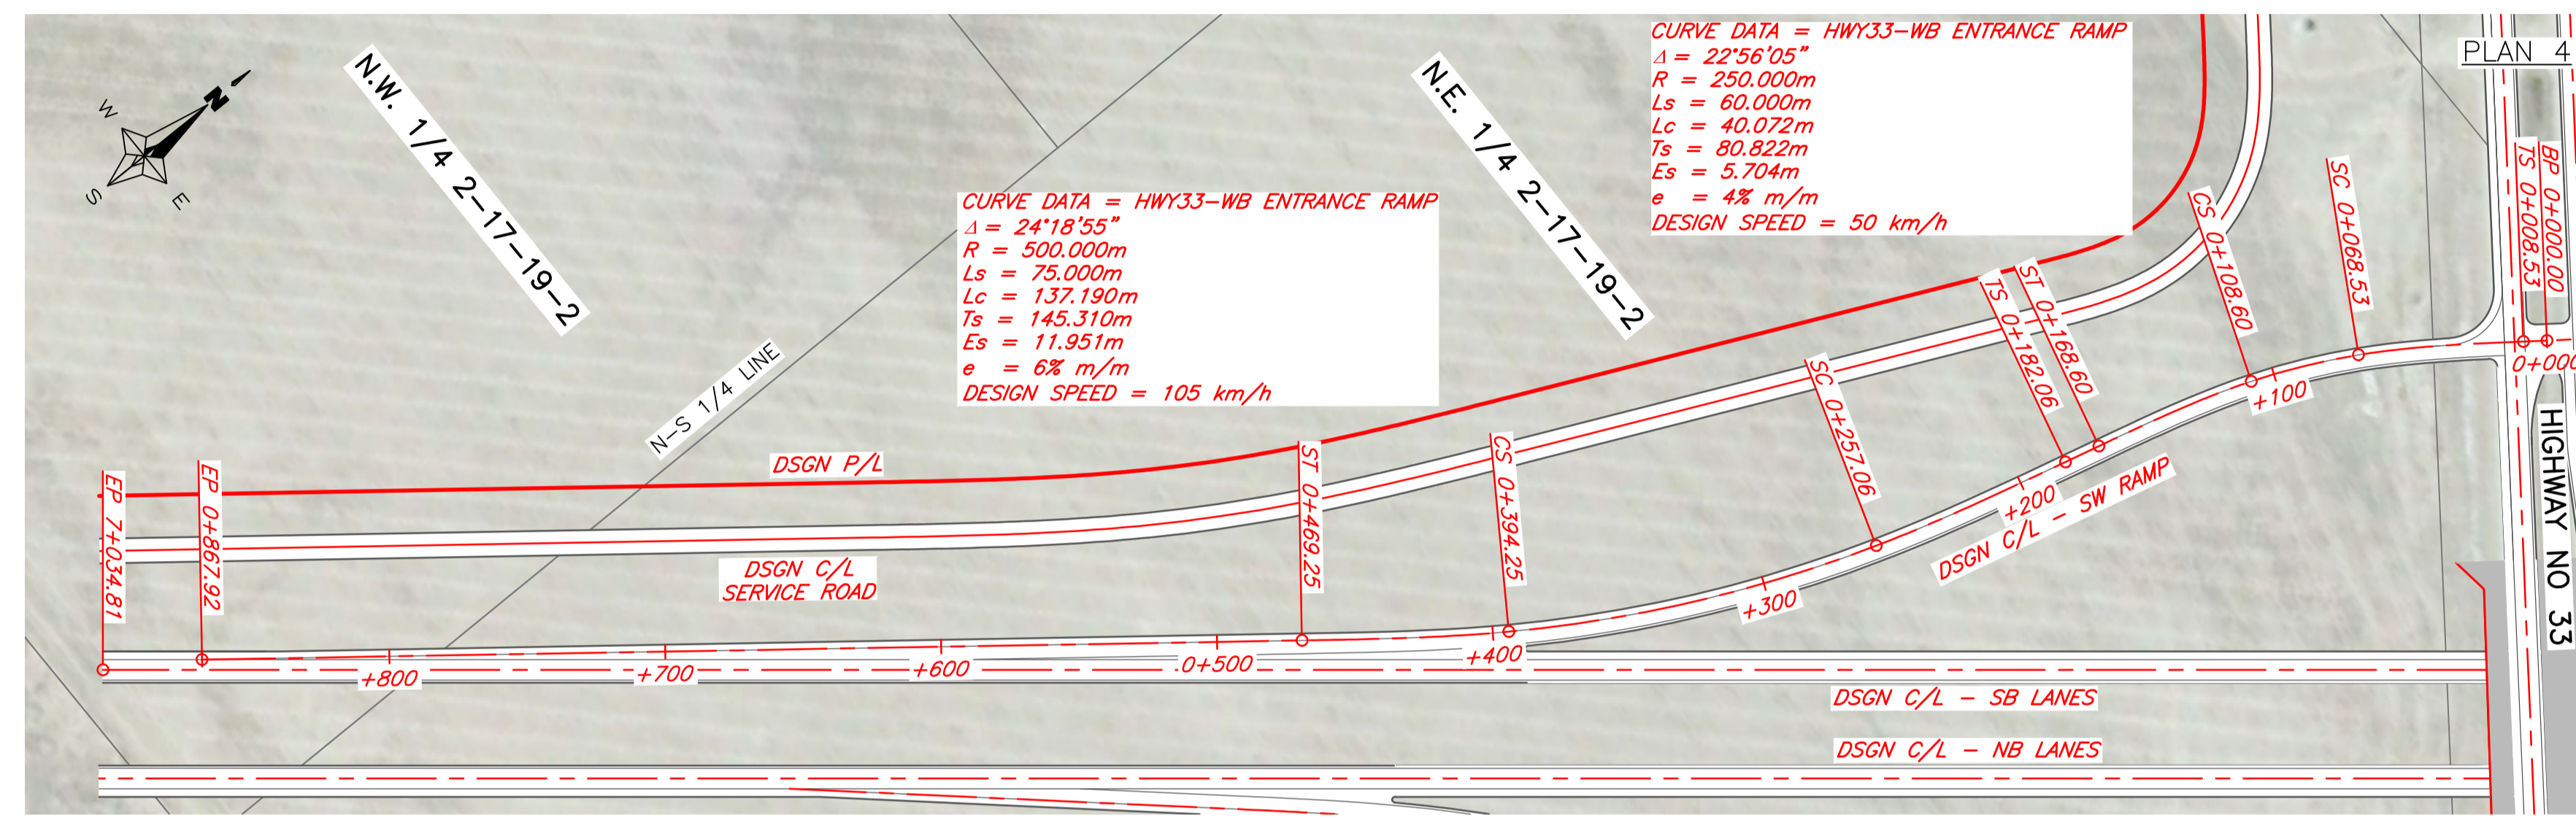 CURVE DATA = HWY33-WB ENTRANCE RAMP
Δ = 22°56'05"
R = 250.000m
Ls = 60.000m
Lc = 40.072m
Ts = 80.822m
Es = 5.704m
e = 4% m/m
DESIGN SPEED = 50 km/h
PLAN 4
N
W
S
E
N.W. 1/4 2-17-19-2
N.E. 1/4 2-17-19-2
CURVE DATA = HWY33-WB ENTRANCE RAMP
Δ = 24°18'55"
R = 500.000m
Ls = 75.000m
Lc = 137.190m
Ts = 145.310m
Es = 11.951m
e = 6% m/m
DESIGN SPEED = 105 km/h
N-S 1/4 LINE
DSGN P/L
DSGN C/L
SERVICE ROAD
EP 7+034.81
EP 0+867.92
ST 0+469.25
CS 0+394.25
SC 0+257.06
TS 0+182.06
ST 0+168.60
CS 0+108.60
SC 0+068.53
TS 0+008.53
BP 0+000.00
0+000
+100
+200
DSGN C/L - SW RAMP
+300
+400
0+500
+600
+700
+800
HIGHWAY NO 33
DSGN C/L - SB LANES
DSGN C/L - NB LANES